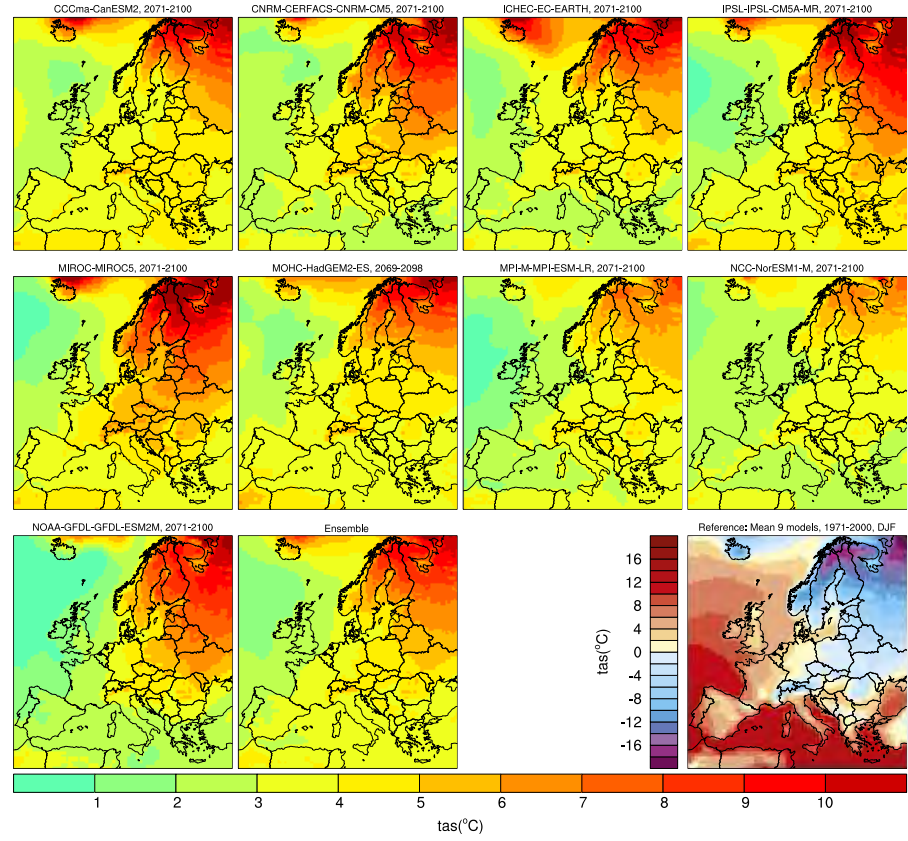 CCCma-CanESM2, 2071-2100
CNRM-CERFACS-CNRM-CM5, 2071-2100
ICHEC-EC-EARTH, 2071-2100
IPSL-IPSL-CM5A-MR, 2071-2100
MIROC-MIROC5, 2071-2100
MOHC-HadGEM2-ES, 2069-2098
MPI-M-MPI-ESM-LR, 2071-2100
NCC-NorESM1-M, 2071-2100
NOAA-GFDL-GFDL-ESM2M, 2071-2100
Ensemble
Reference: Mean 9 models, 1971-2000, DJF
16
12
8
4
0
-4
-8
-12
-16
tas(°C)
1 2 3 4 5 6 7 8 9 10
tas(°C)